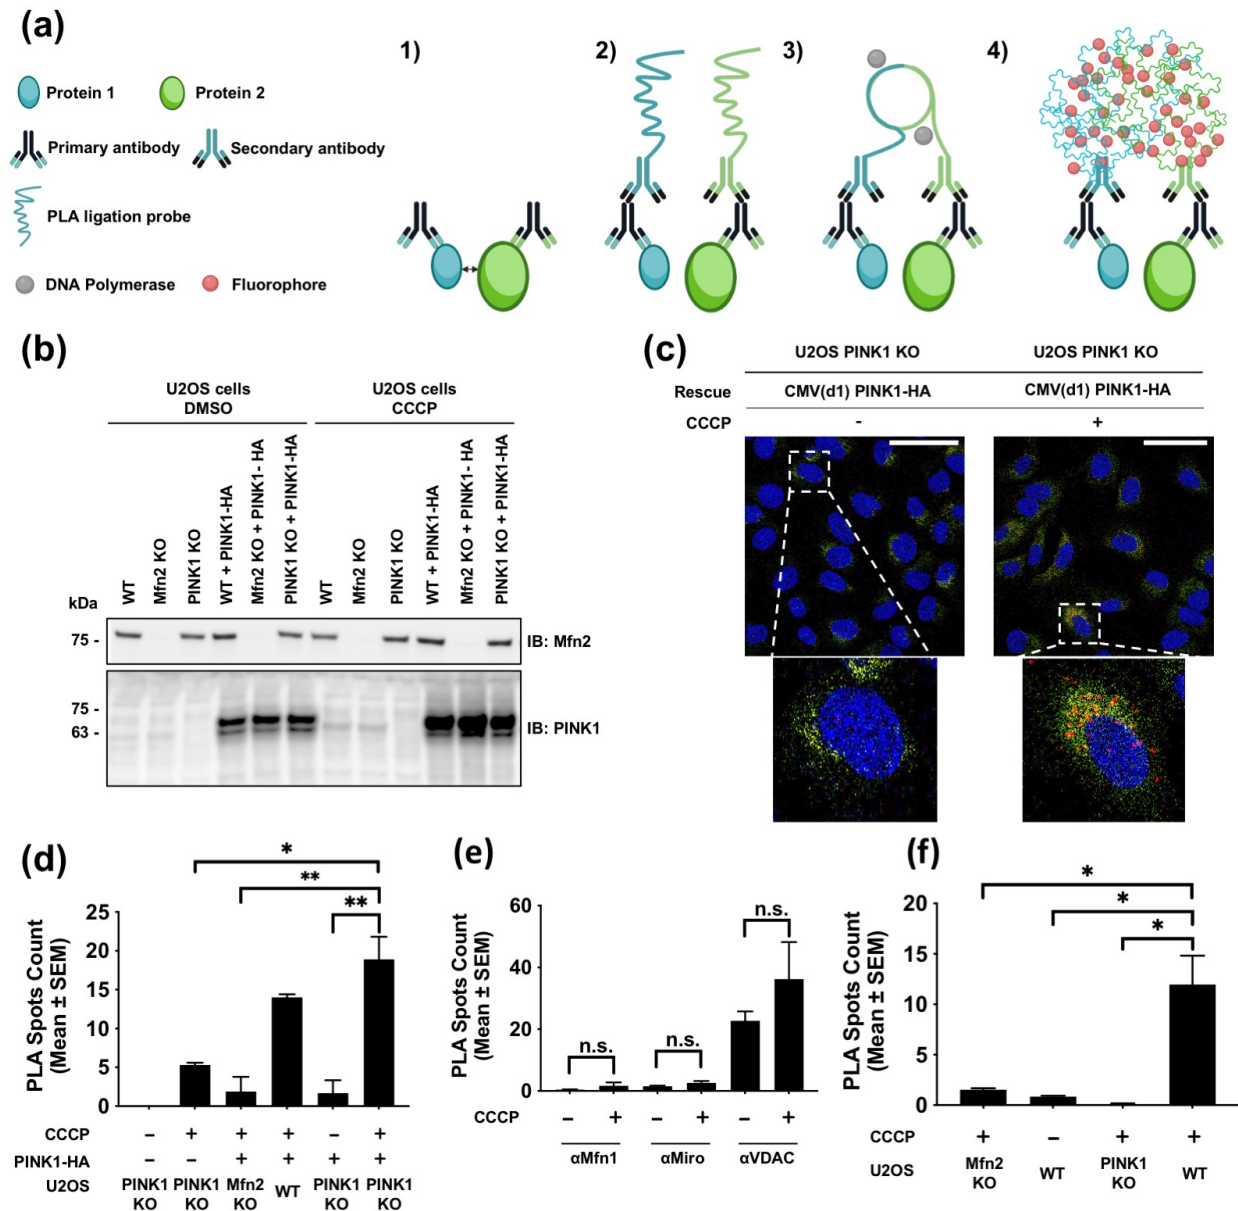 (a)
Protein 1
Protein 2
Primary antibody
Secondary antibody
PLA ligation probe
DNA Polymerase
Fluorophore
1)
2)
3)
4)
(b)
U2OS cells
DMSO
U2OS cells
CCCP
WT
Mfn2 KO
PINK1 KO
WT + PINK1-HA
Mfn2 KO + PINK1- HA
PINK1 KO + PINK1-HA
WT
Mfn2 KO
PINK1 KO
WT + PINK1-HA
Mfn2 KO + PINK1-HA
PINK1 KO + PINK1-HA
kDa
75 -
IB: Mfn2
75 -
63 -
IB: PINK1
(c)
U2OS PINK1 KO
U2OS PINK1 KO
Rescue
CMV(d1) PINK1-HA
CMV(d1) PINK1-HA
CCCP
-
+
(d)
PLA Spots Count
(Mean ± SEM)
25
20
15
10
5
0
*
**
**
CCCP – + + + – +
PINK1-HA – – + + + +
U2OS PINK1 KO PINK1 KO Mfn2 KO WT PINK1 KO PINK1 KO
(e)
PLA Spots Count
(Mean ± SEM)
60
40
20
0
n.s.
n.s.
n.s.
CCCP – + – + – +
αMfn1
αMiro
αVDAC
(f)
PLA Spots Count
(Mean ± SEM)
20
15
10
5
0
*
*
*
CCCP + – + +
U2OS Mfn2 KO WT PINK1 KO WT